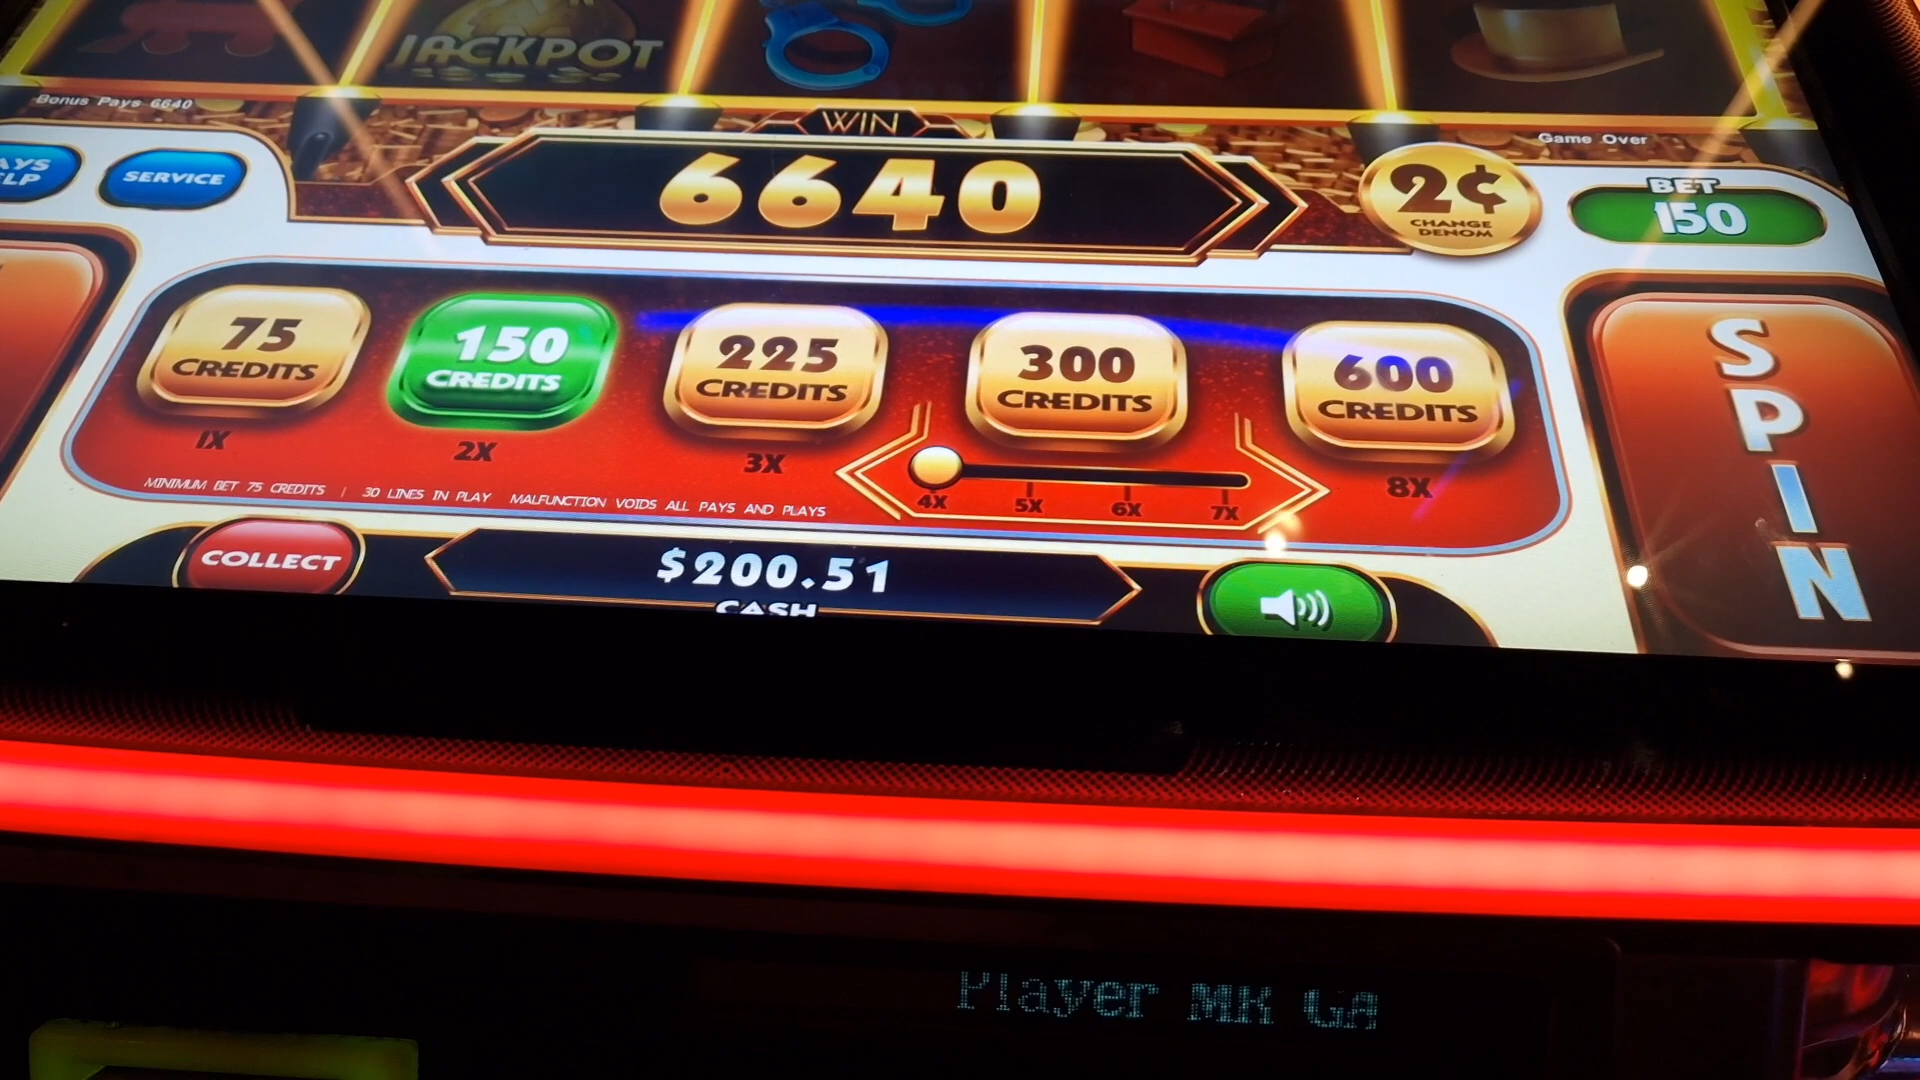 JACKPOT
Bonus Pays 6640
WIN
Game Over
SERVICE
6640
2¢
CHANGE
DENOM
BET
150
75
CREDITS
1X
150
CREDITS
2X
225
CREDITS
3X
300
CREDITS
4X 5X 6X 7X
600
CREDITS
8X
SPIN
MINIMUM BET 75 CREDITS | 30 LINES IN PLAY MALFUNCTION VOIDS ALL PAYS AND PLAYS
COLLECT
$200.51
CASH
Player MK GA